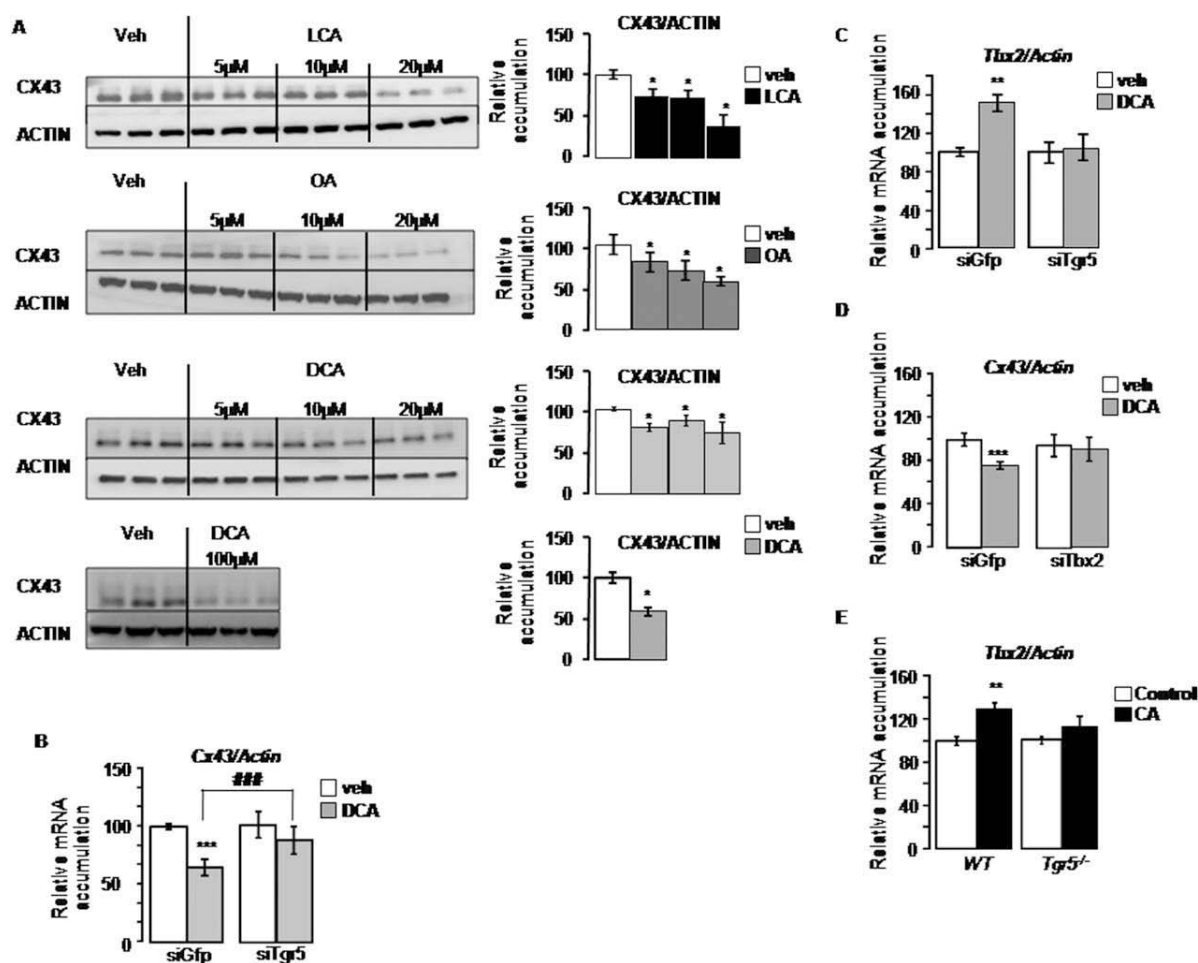 A
Veh
LCA
5µM 10µM 20µM
CX43
ACTIN
CX43/ACTIN
Relative accumulation
150
100
50
0
* * *
veh
LCA
Veh
OA
5µM 10µM 20µM
CX43
ACTIN
CX43/ACTIN
Relative accumulation
150
100
50
0
* * *
veh
OA
Veh
DCA
5µM 10µM 20µM
CX43
ACTIN
CX43/ACTIN
Relative accumulation
150
100
50
0
* * *
Veh
DCA
100µM
CX43
ACTIN
CX43/ACTIN
Relative accumulation
150
100
50
0
*
veh
DCA
B
Cx43/Actin
Relative mRNA accumulation
150
100
50
0
***
###
siGfp siTgr5
veh
DCA
C
Tbx2/Actin
Relative mRNA accumulation
160
120
80
40
0
**
siGfp siTgr5
veh
DCA
D
Cx43/Actin
Relative mRNA accumulation
160
120
80
40
0
***
siGfp siTbx2
veh
DCA
E
Tbx2/Actin
Relative mRNA accumulation
160
120
80
40
0
**
WT Tgr5-/-
Control
CA